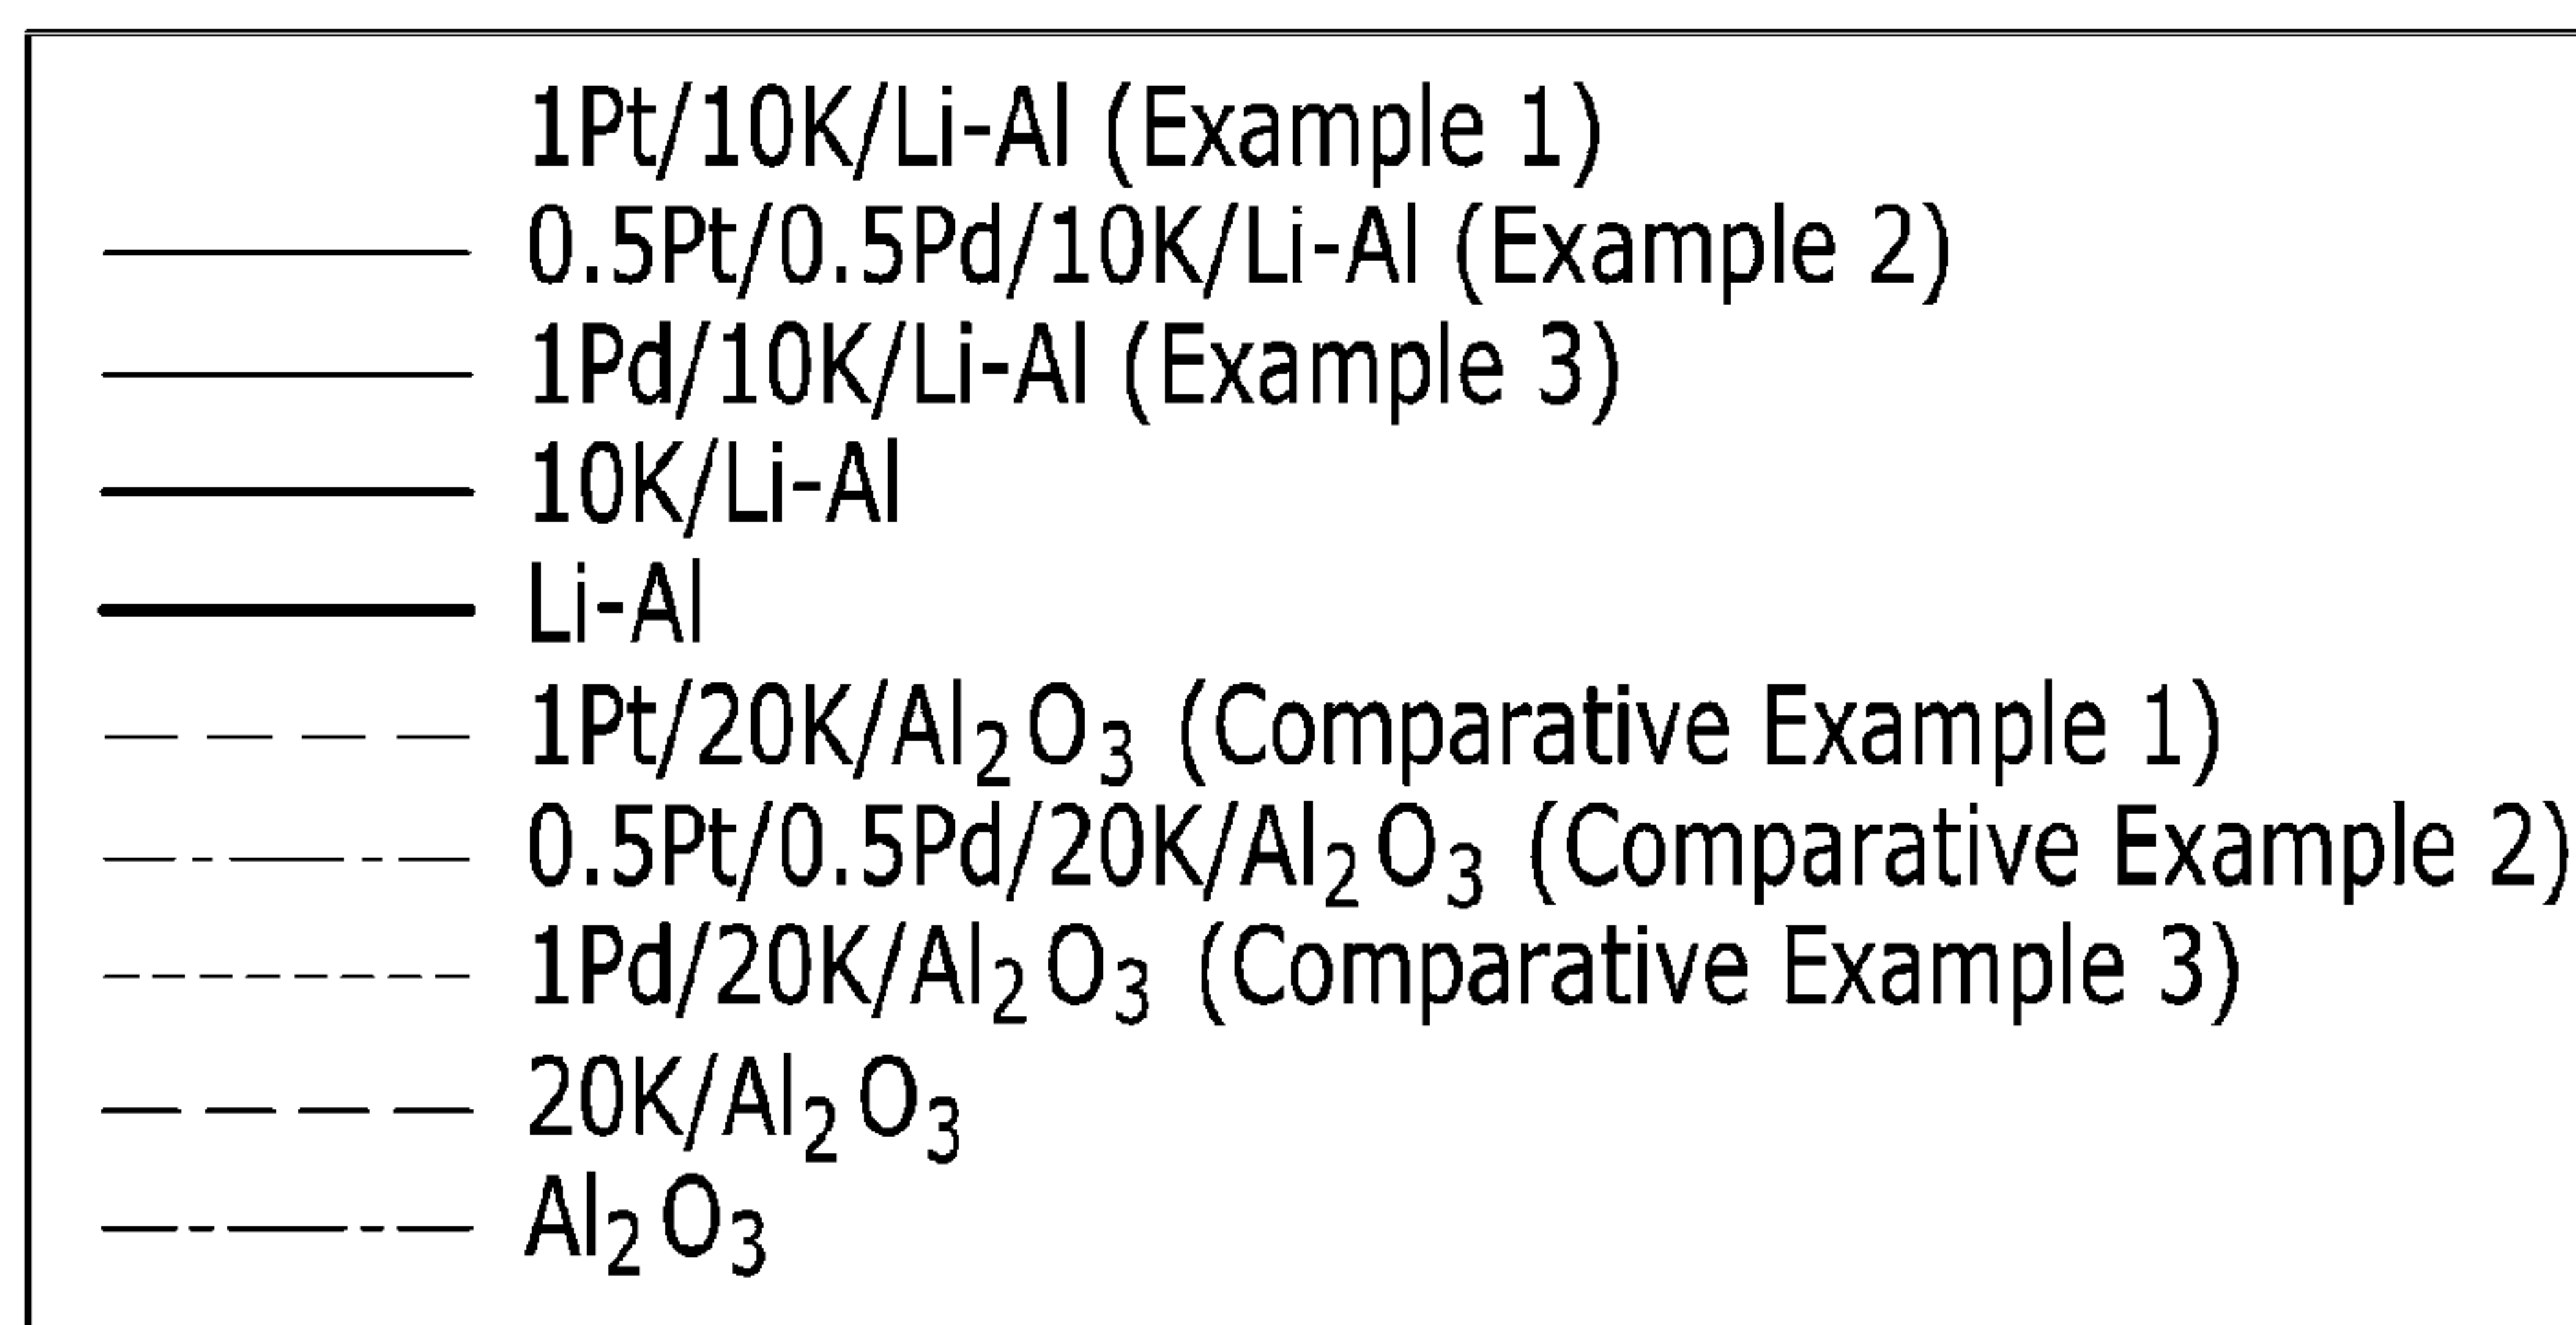 1Pt/10K/Li-Al (Example 1)
0.5Pt/0.5Pd/10K/Li-Al (Example 2)
1Pd/10K/Li-Al (Example 3)
10K/Li-Al
Li-Al
1Pt/20K/Al₂O₃ (Comparative Example 1)
0.5Pt/0.5Pd/20K/Al₂O₃ (Comparative Example 2)
1Pd/20K/Al₂O₃ (Comparative Example 3)
20K/Al₂O₃
Al₂O₃